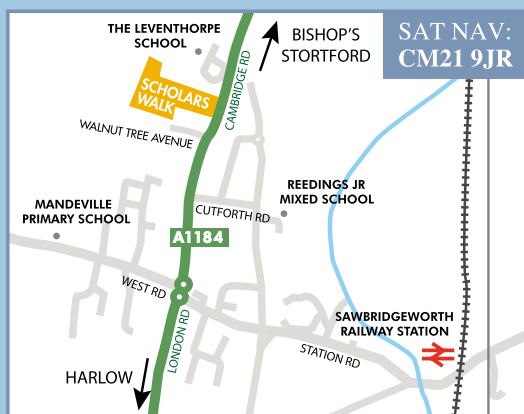 THE LEVENTHORPE
SCHOOL
BISHOP'S
STORTFORD
SAT NAV:
CM21 9JR
SCHOLARS
WALK
CAMBRIDGE RD
WALNUT TREE AVENUE
MANDEVILLE
PRIMARY SCHOOL
REEDINGS JR
MIXED SCHOOL
CUTFORTH RD
A1184
WEST RD
LONDON RD
SAWBRIDGEWORTH
RAILWAY STATION
STATION RD
HARLOW